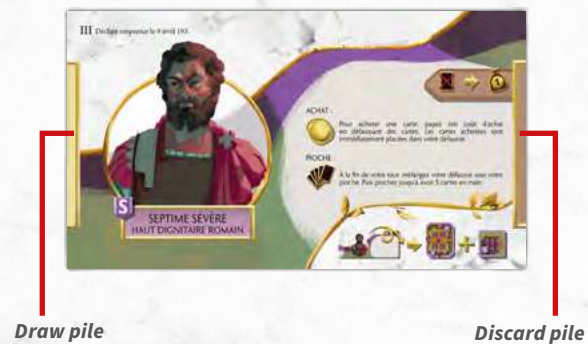 III Déclaré empereur le 9 avril 193.
ACHAT :
Pour acheter une carte, payez son coût d'achat
en défaussant des cartes. Les cartes achetées sont
immédiatement placées dans votre défausse.
PIOCHE
À la fin de votre tour, mélangez votre défausse sous votre
pioche. Puis piochez jusqu'à avoir 5 cartes en main.
1
S
SEPTIME SÉVÈRE
HAUT DIGNITAIRE ROMAIN
Draw pile
Discard pile